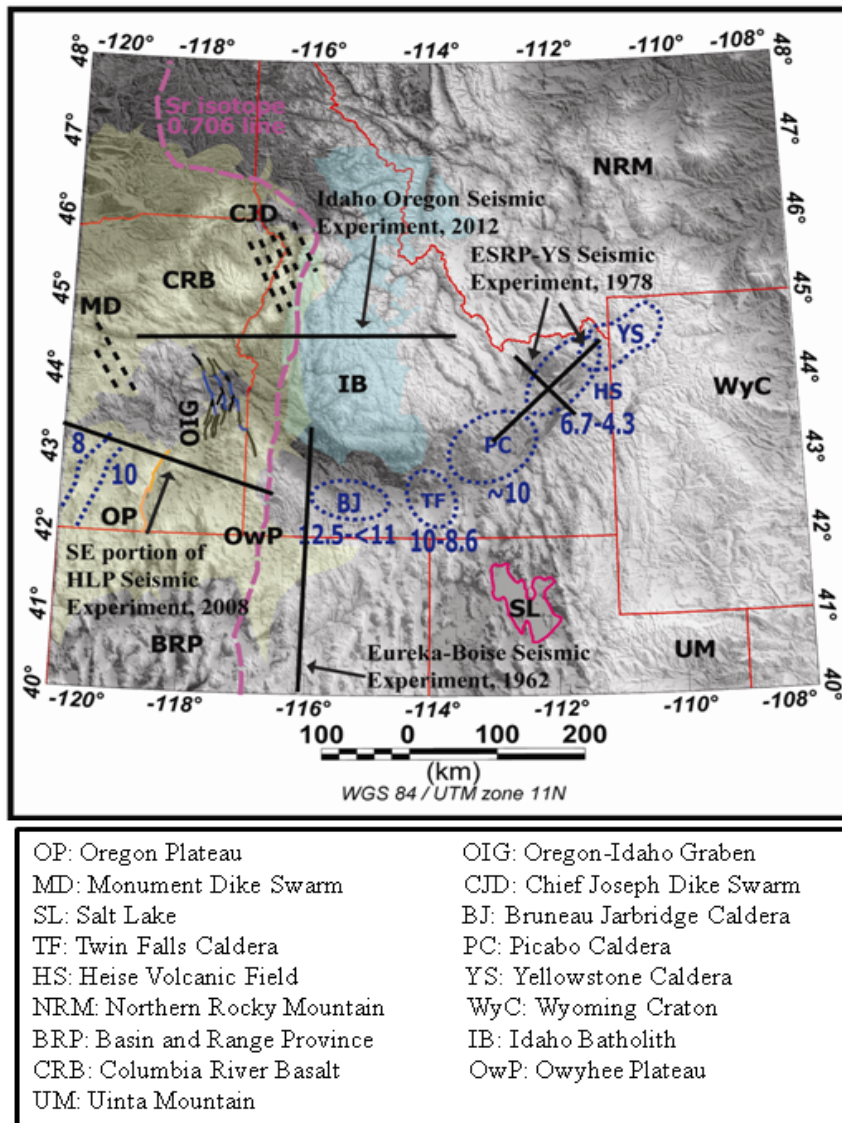 -120° -118° -116° -114° -112° -110° -108°
48° 48°
47° 47°
46° 46°
45° 45°
44° 44°
43° 43°
42° 42°
41° 41°
40° 40°
Sr isotope
0.706 line
NRM
Idaho Oregon Seismic
Experiment, 2012
CJD
ESRP-YS Seismic
Experiment, 1978
CRB
MD
YS
WyC
IB
HS
OIG
6.7-4.3
PC
8
10
~10
BJ
TF
OP
OwP
12.5-<11
10-8.6
SE portion of
HLP Seismic
Experiment, 2008
SL
BRP
UM
Eureka-Boise Seismic
Experiment, 1962
-120° -118° -116° -114° -112° -110° -108°
100 0 100 200
(km)
WGS 84 / UTM zone 11N
OP: Oregon Plateau OIG: Oregon-Idaho Graben
MD: Monument Dike Swarm CJD: Chief Joseph Dike Swarm
SL: Salt Lake BJ: Bruneau Jarbridge Caldera
TF: Twin Falls Caldera PC: Picabo Caldera
HS: Heise Volcanic Field YS: Yellowstone Caldera
NRM: Northern Rocky Mountain WyC: Wyoming Craton
BRP: Basin and Range Province IB: Idaho Batholith
CRB: Columbia River Basalt OwP: Owyhee Plateau
UM: Uinta Mountain